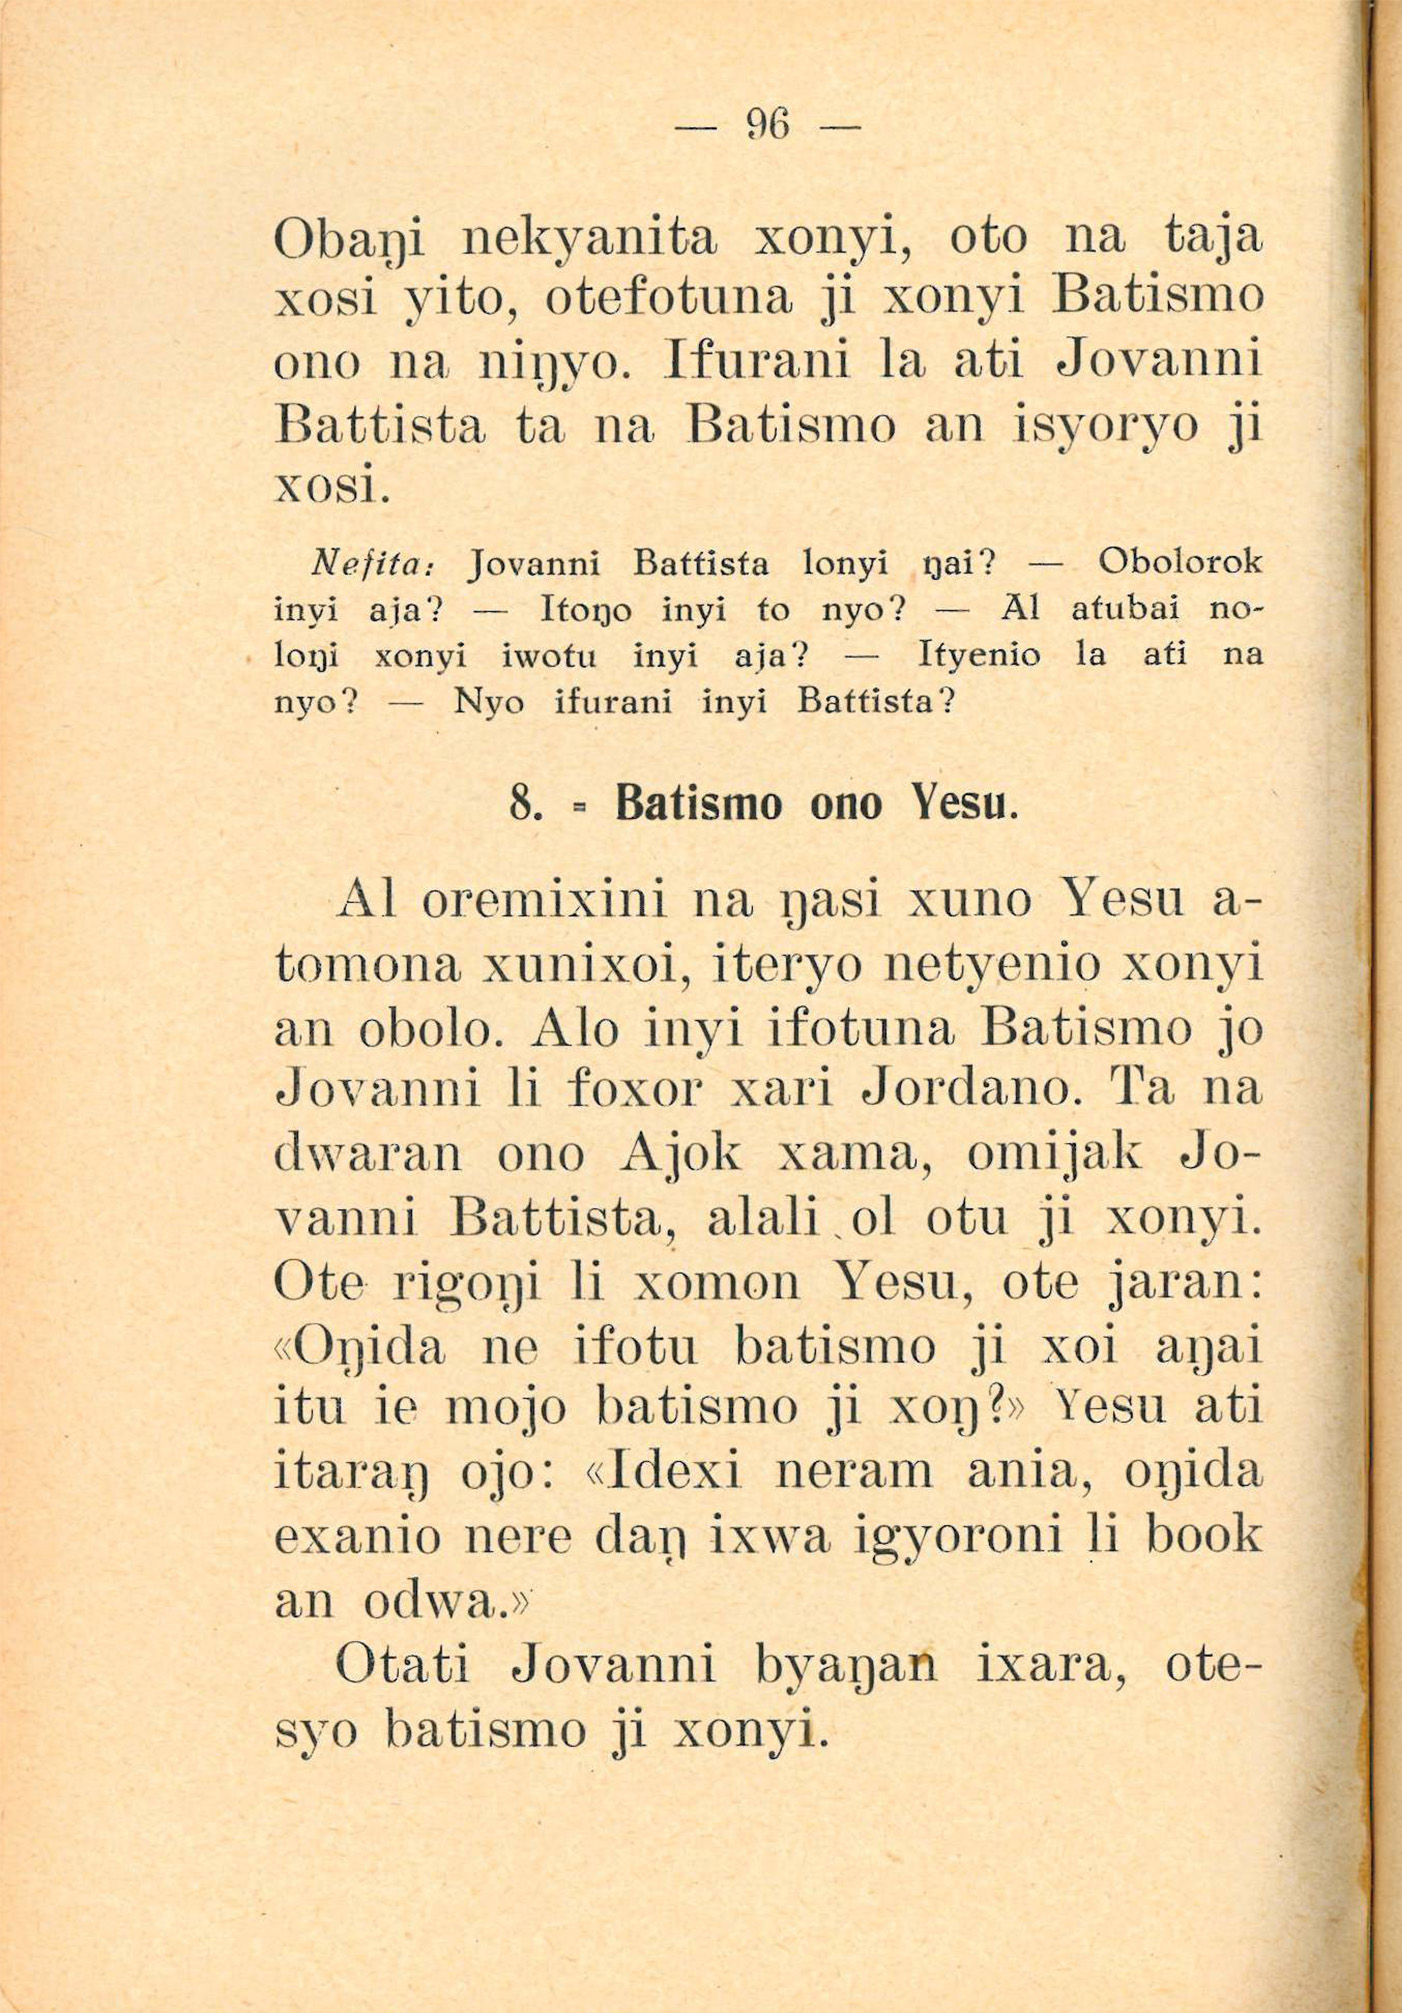 — 96 —
Obaŋi nekyanita xonyi, oto na taja
xosi yito, otefotuna ji xonyi Batismo
ono na niŋyo. Ifurani la ati Jovanni
Battista ta na Batismo an isyoryo ji
xosi.
Nefita: Jovanni Battista lonyi ŋai? — Obolorok
inyi aja? — Itoŋo inyi to nyo? — Al atubai no-
loŋi xonyi iwotu inyi aja? — Ityenio la ati na
nyo? — Nyo ifurani inyi Battista?
8. - Batismo ono Yesu.
Al oremixini na ŋasi xuno Yesu a-
tomona xunixoi, iteryo netyenio xonyi
an obolo. Alo inyi ifotuna Batismo jo
Jovanni li foxor xari Jordano. Ta na
dwaran ono Ajok xama, omijak Jo-
vanni Battista, alali ol otu ji xonyi.
Ote rigoŋi li xomon Yesu, ote jaran:
«Oŋida ne ifotu batismo ji xoi aŋai
itu ie mojo batismo ji xoŋ?» Yesu ati
itaraŋ ojo: «Idexi neram ania, oŋida
exanio nere daŋ ixwa igyoroni li book
an odwa.»
Otati Jovanni byaŋan ixara, ote-
syo batismo ji xonyi.